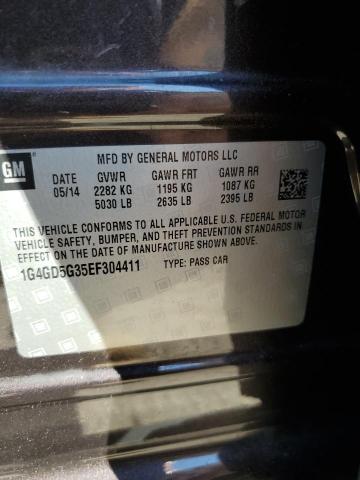 GM
MFD BY GENERAL MOTORS LLC
DATE GVWR GAWR FRT GAWR RR
05/14 2282 KG 1195 KG 1087 KG
5030 LB 2635 LB 2395 LB
THIS VEHICLE CONFORMS TO ALL APPLICABLE U.S. FEDERAL MOTOR
VEHICLE SAFETY, BUMPER, AND THEFT PREVENTION STANDARDS IN
EFFECT ON THE DATE OF MANUFACTURE SHOWN ABOVE.
1G4GD5G35EF304411 TYPE: PASS CAR